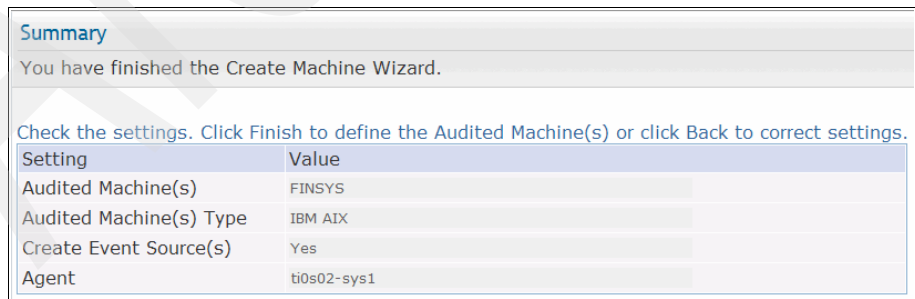 Summary
You have finished the Create Machine Wizard.
Check the settings. Click Finish to define the Audited Machine(s) or click Back to correct settings.
Setting Value
Audited Machine(s) FINSYS
Audited Machine(s) Type IBM AIX
Create Event Source(s) Yes
Agent ti0s02-sys1